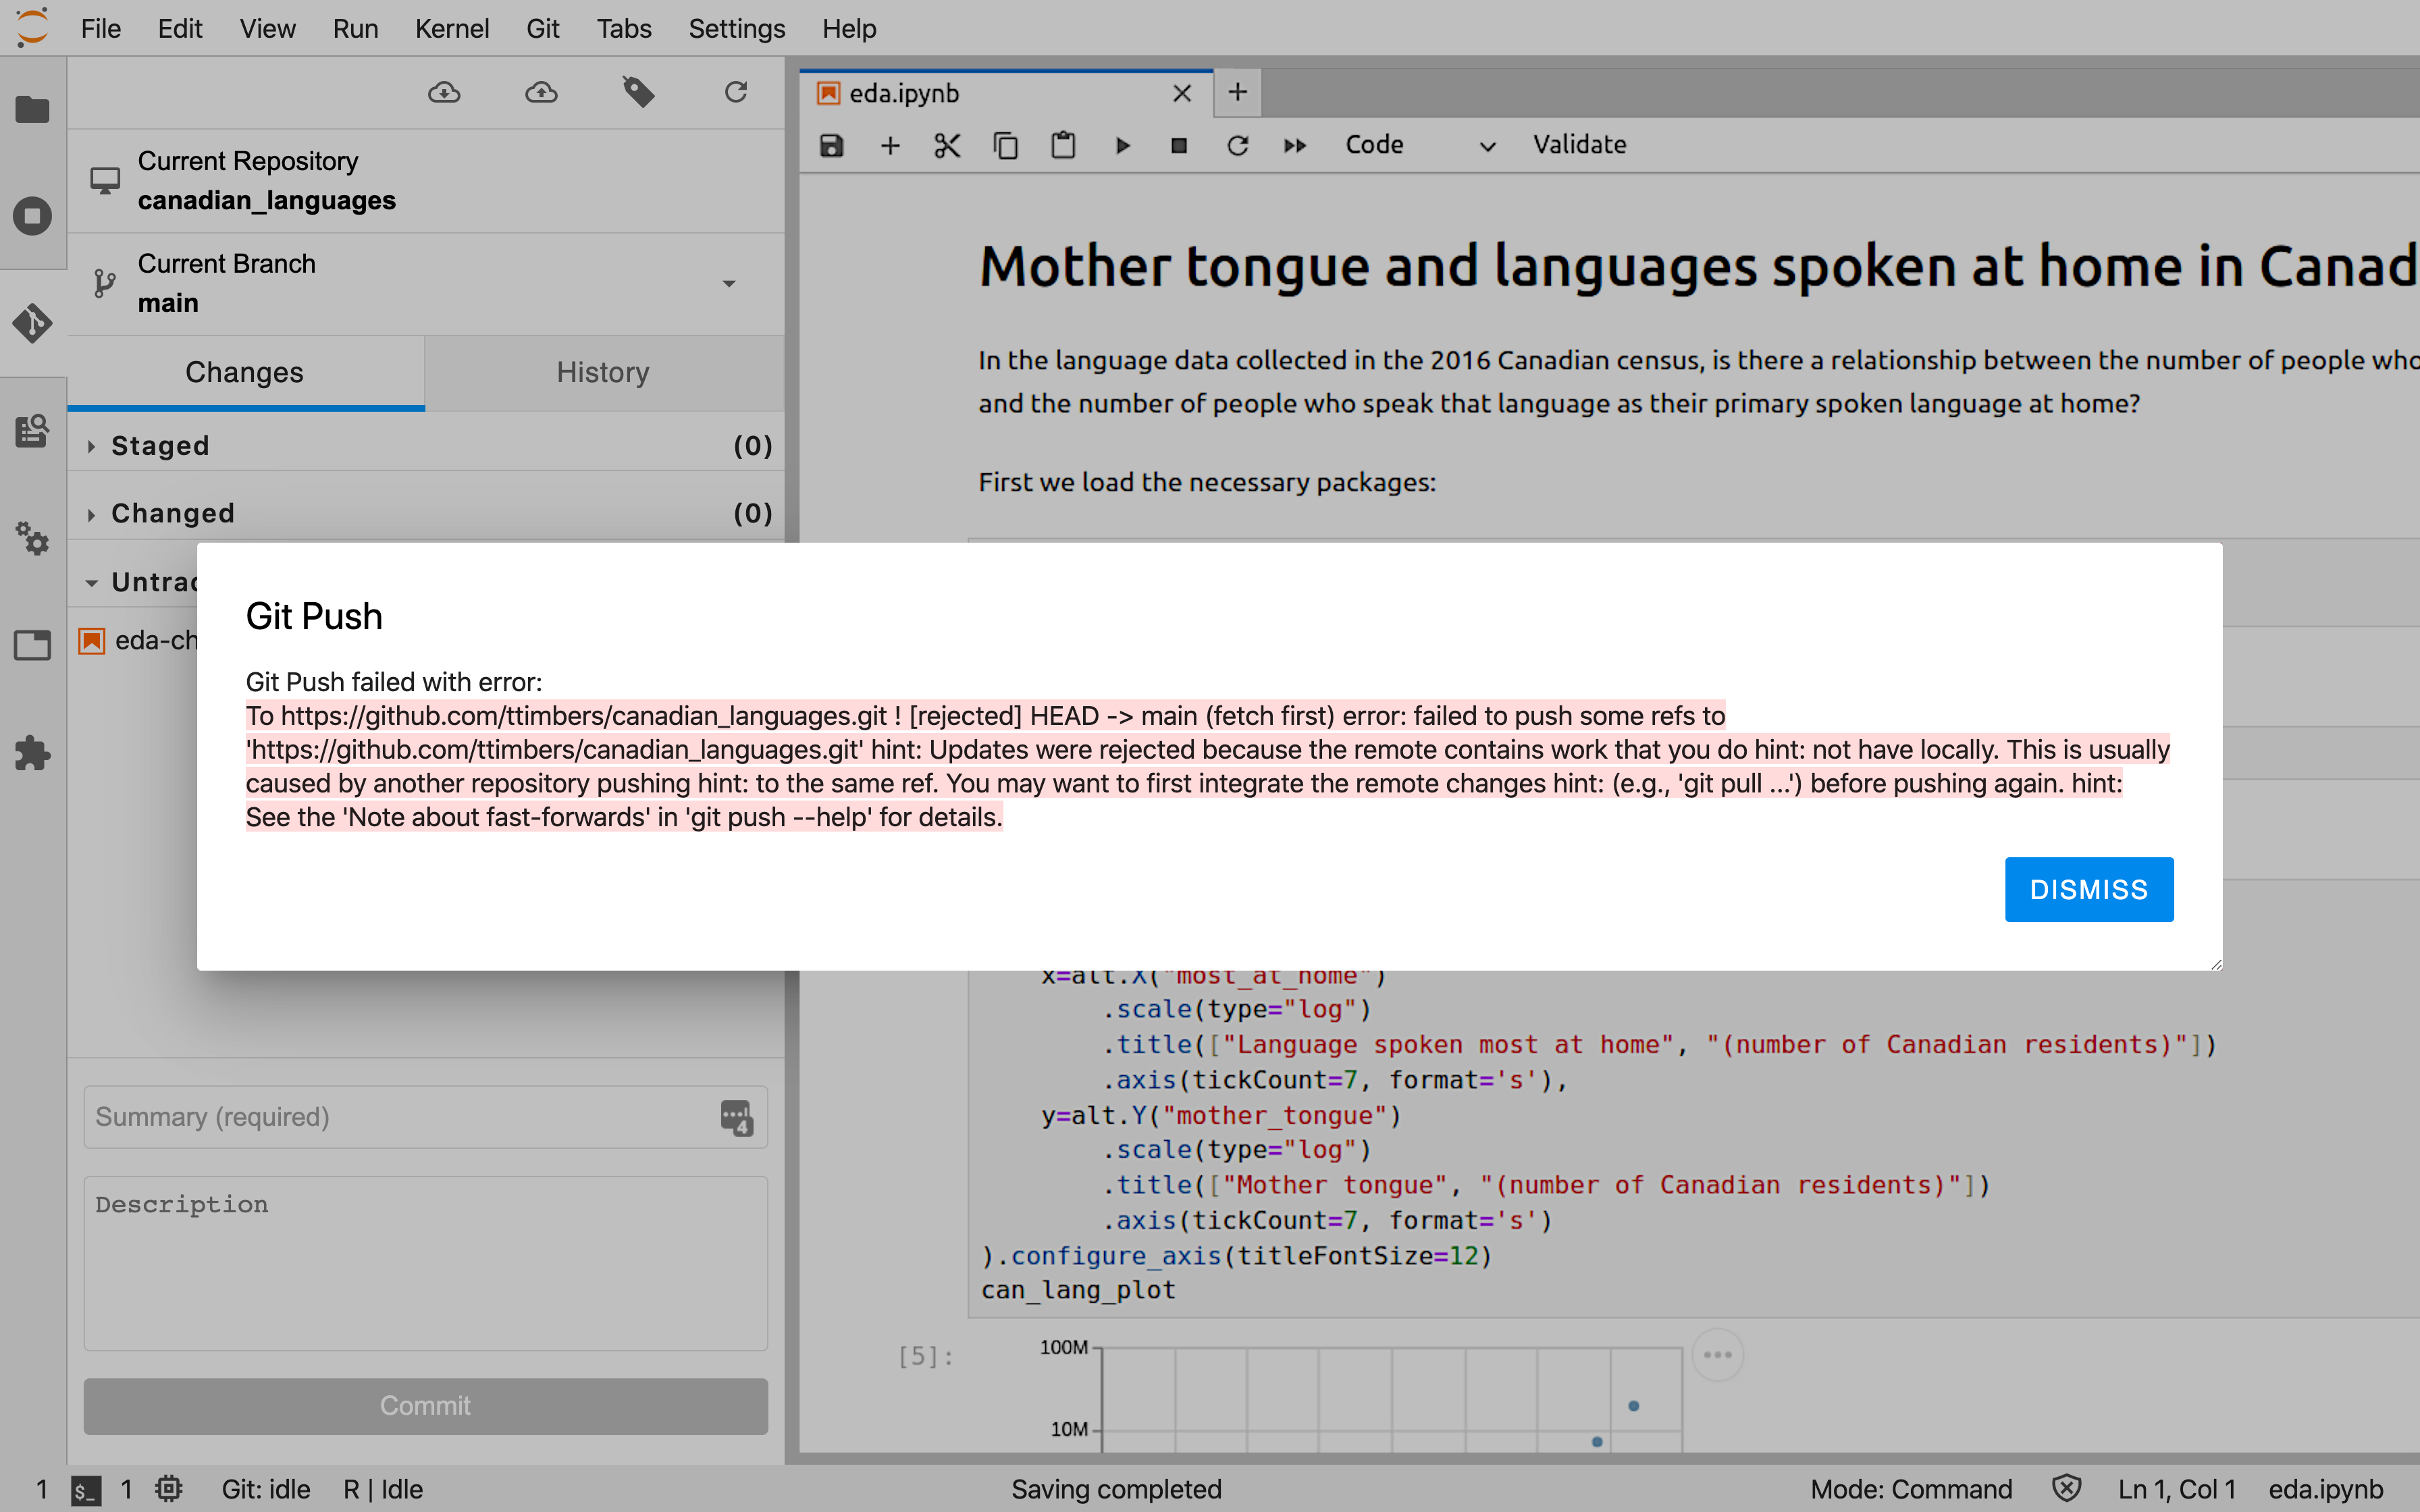 File Edit View Run Kernel Git Tabs Settings Help
eda.ipynb
Code Validate
Current Repository
canadian_languages
Current Branch
main
Changes History
Staged (0)
Changed (0)
Untrac
eda-ch
Mother tongue and languages spoken at home in Canad
In the language data collected in the 2016 Canadian census, is there a relationship between the number of people who
and the number of people who speak that language as their primary spoken language at home?
First we load the necessary packages:
Git Push
Git Push failed with error:
To https://github.com/ttimbers/canadian_languages.git ! [rejected] HEAD -> main (fetch first) error: failed to push some refs to
'https://github.com/ttimbers/canadian_languages.git' hint: Updates were rejected because the remote contains work that you do hint: not have locally. This is usually
caused by another repository pushing hint: to the same ref. You may want to first integrate the remote changes hint: (e.g., 'git pull ...') before pushing again. hint:
See the 'Note about fast-forwards' in 'git push --help' for details.
DISMISS
x=alt.X("most_at_home")
.scale(type="log")
.title(["Language spoken most at home", "(number of Canadian residents)"])
.axis(tickCount=7, format='s'),
y=alt.Y("mother_tongue")
.scale(type="log")
.title(["Mother tongue", "(number of Canadian residents)"])
.axis(tickCount=7, format='s')
).configure_axis(titleFontSize=12)
can_lang_plot
[5]:
100M
10M
Summary (required)
4
Description
Commit
1 $_ 1 Git: idle R | Idle Saving completed Mode: Command Ln 1, Col 1 eda.ipynb